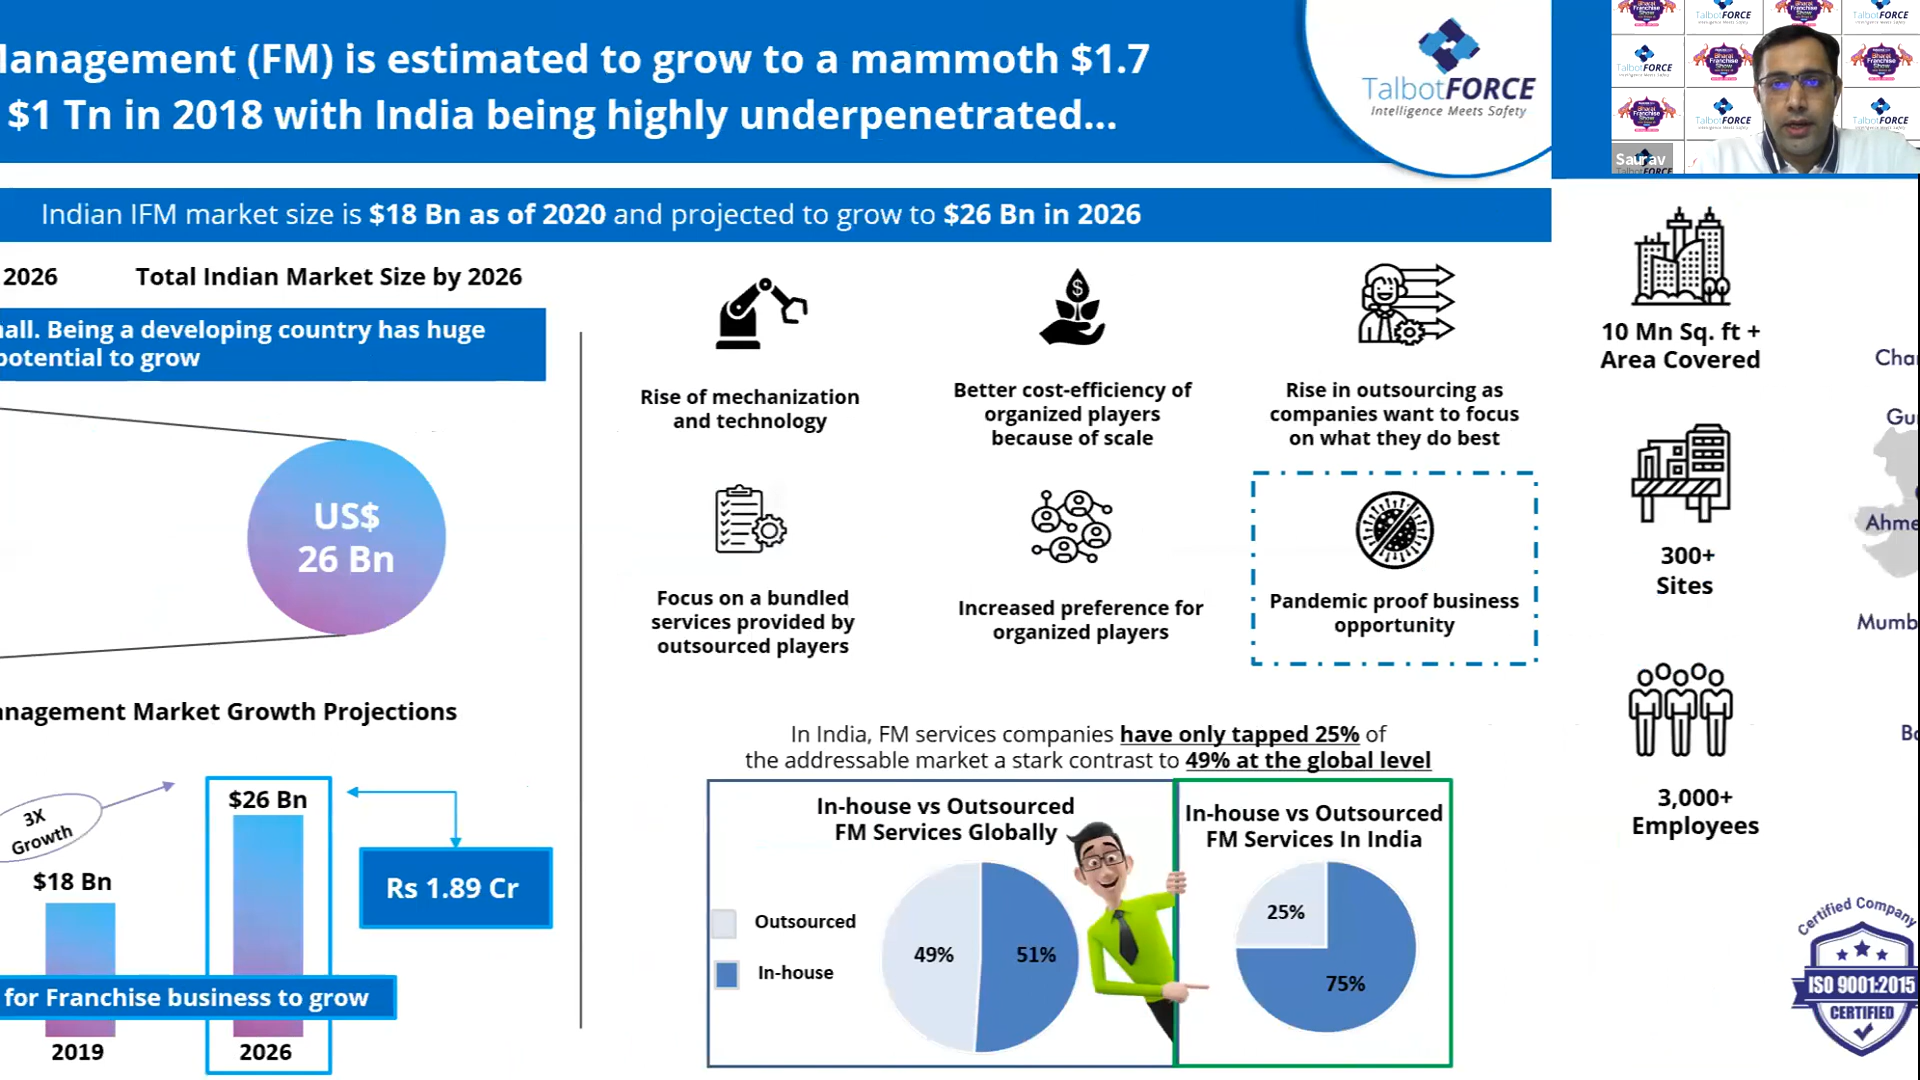 anagement (FM) is estimated to grow to a mammoth $1.7
$1 Tn in 2018 with India being highly underpenetrated...
TalbotFORCE
Intelligence Meets Safety
Saurav
Indian IFM market size is $18 Bn as of 2020 and projected to grow to $26 Bn in 2026
2026
Total Indian Market Size by 2026
all. Being a developing country has huge
potential to grow
US$
26 Bn
nagement Market Growth Projections
3X
Growth
$18 Bn
$26 Bn
Rs 1.89 Cr
for Franchise business to grow
2019
2026
Rise of mechanization
and technology
Better cost-efficiency of
organized players
because of scale
Rise in outsourcing as
companies want to focus
on what they do best
Focus on a bundled
services provided by
outsourced players
Increased preference for
organized players
Pandemic proof business
opportunity
In India, FM services companies have only tapped 25% of
the addressable market a stark contrast to 49% at the global level
In-house vs Outsourced
FM Services Globally
Outsourced
In-house
49%
51%
In-house vs Outsourced
FM Services In India
25%
75%
10 Mn Sq. ft +
Area Covered
300+
Sites
3,000+
Employees
Cha
Gu
Ahme
Mumb
Certified Company
ISO 9001:2015
CERTIFIED